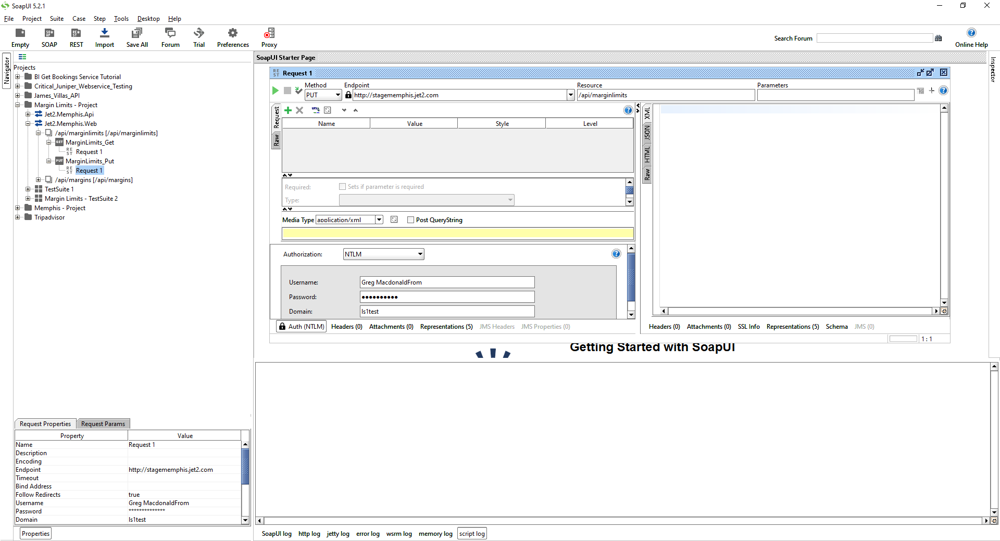 SoapUI 5.2.1
File Project Suite Case Step Tools Desktop Help
Empty SOAP REST Import Save All Forum Trial Preferences Proxy Search Forum Online Help
Navigator
Projects
BI Get Bookings Service Tutorial
Critical_Juniper_Webservice_Testing
James_Villas_API
Margin Limits - Project
Jet2.Memphis.Api
Jet2.Memphis.Web
/api/marginlimits [/api/marginlimits]
GET MarginLimits_Get
REST Request 1
PUT MarginLimits_Put
REST Request 1
/api/margins [/api/margins]
TestSuite 1
Margin Limits - TestSuite 2
Memphis - Project
Tripadvisor
Request Properties Request Params
Property Value
Name Request 1
Description
Encoding
Endpoint http://stagememphis.jet2.com
Timeout
Bind Address
Follow Redirects true
Username Greg MacdonaldFrom
Password **************
Domain ls1test
Properties
SoapUI Starter Page
REST Request 1
Method Endpoint Resource Parameters
PUT http://stagememphis.jet2.com /api/marginlimits
Request
Raw
Name Value Style Level
Required: Sets if parameter is required
Type:
Media Type application/xml Post QueryString
Authorization: NTLM
Username: Greg MacdonaldFrom
Password: ●●●●●●●●●●
Domain: ls1test
Auth (NTLM) Headers (0) Attachments (0) Representations (5) JMS Headers JMS Properties (0)
XML
JSON
HTML
Raw
Headers (0) Attachments (0) SSL Info Representations (5) Schema JMS (0)
1 : 1
Inspector
Getting Started with SoapUI
SoapUI log http log jetty log error log wsrm log memory log script log